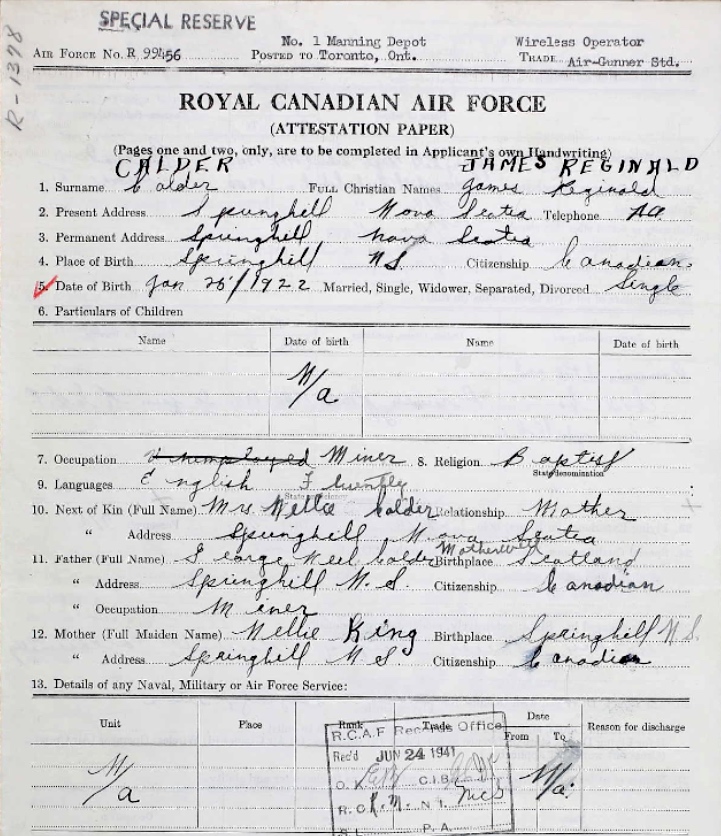 SPECIAL RESERVE
R-1398
AIR FORCE No. R 99456 No. 1 Manning Depot POSTED TO Toronto, Ont. Wireless Operator TRADE Air-Gunner Std.
ROYAL CANADIAN AIR FORCE
(ATTESTATION PAPER)
(Pages one and two, only, are to be completed in Applicant's own Handwriting)
CALDER JAMES REGINALD
1. Surname Calder FULL Christian Names James Reginald
2. Present Address Springhill Nova Scotia Telephone na
3. Permanent Address Springhill Nova Scotia
4. Place of Birth Springhill NS Citizenship Canadian.
5. Date of Birth Jan 26/1922 Married, Single, Widower, Separated, Divorced Single
6. Particulars of Children
Name Date of birth Name Date of birth
N/a
7. Occupation Unemployed Miner 8. Religion Baptist
State denomination
9. Languages English Fluently
10. Next of Kin (Full Name) Mrs. Nellie Calder Relationship Mother
" Address Springhill Nova Scotia
Motherwell
11. Father (Full Name) George Neil Calder Birthplace Scotland
" Address Springhill N. S. Citizenship Canadian
" Occupation Miner
12. Mother (Full Maiden Name) Nellie King Birthplace Springhill N.S.
" Address Springhill N S. Citizenship Canadian
13. Details of any Naval, Military or Air Force Service:
Unit Place Rank Trade Date From To Reason for discharge
N/a N/a.
R.C.A.F Records Office
Rec'd JUN 24 1941
O.K. C.I.B.
R.O. N.I.
P.A.